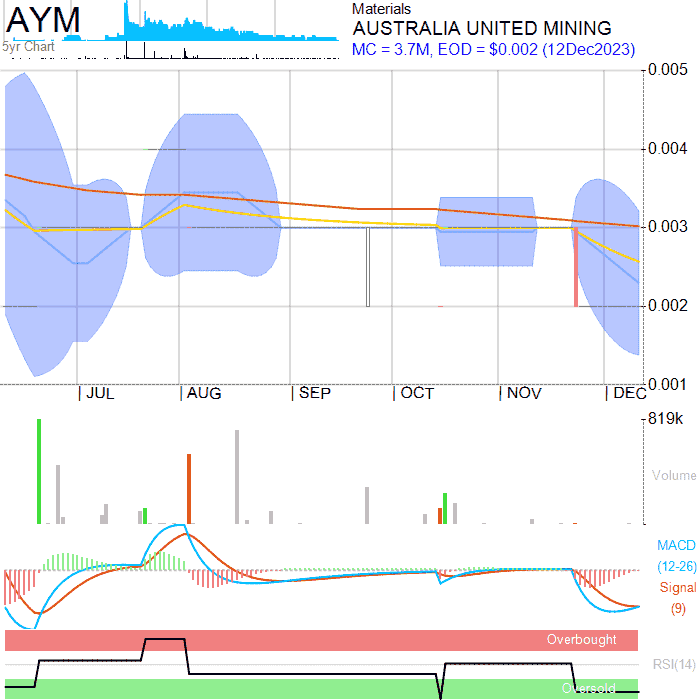 AYM
5yr Chart
Materials
AUSTRALIA UNITED MINING
MC = 3.7M, EOD = $0.002 (12Dec2023)
0.005
0.004
0.003
0.002
0.001
JUL
AUG
SEP
OCT
NOV
DEC
819k
Volume
MACD
(12-26)
Signal
(9)
Overbought
RSI(14)
Oversold